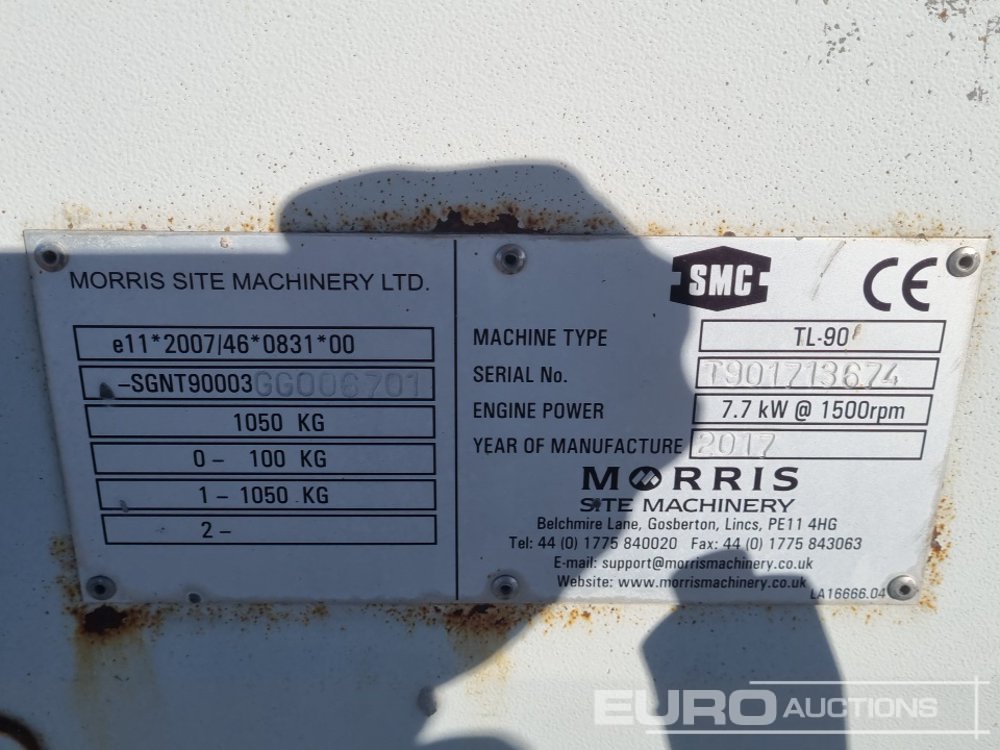 MORRIS SITE MACHINERY LTD.
e11*2007/46*0831*00
-SGNT90003GG006701
1050 KG
0- 100 KG
1- 1050 KG
2-
SMC
CE
MACHINE TYPE TL-90
SERIAL No. T901713674
ENGINE POWER 7.7 kW @ 1500rpm
YEAR OF MANUFACTURE 2017
MORRIS
SITE MACHINERY
Belchmire Lane, Gosberton, Lincs, PE11 4HG
Tel: 44 (0) 1775 840020 Fax: 44 (0) 1775 843063
E-mail: support@morrismachinery.co.uk
Website: www.morrismachinery.co.uk
LA16666.04
EURO AUCTIONS